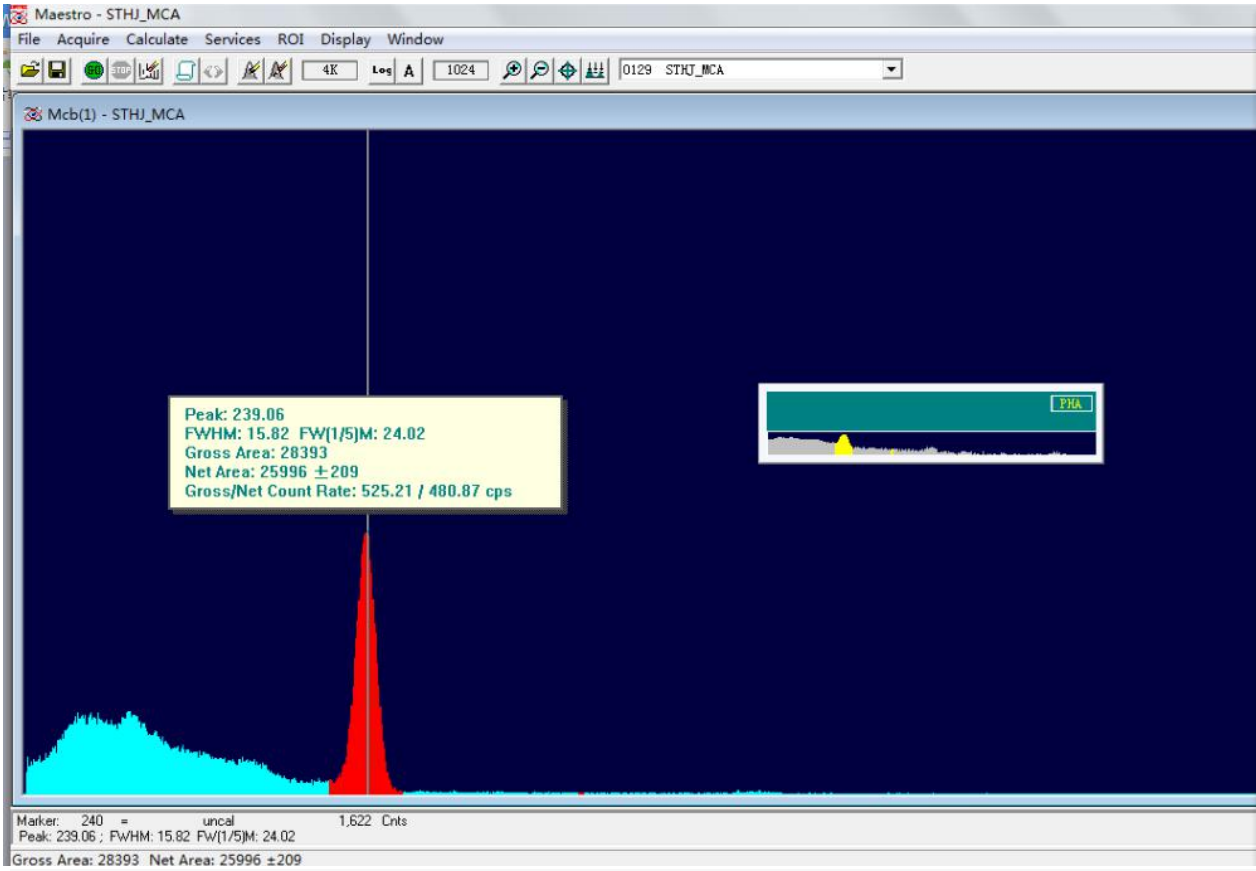 Maestro - STHJ_MCA
File Acquire Calculate Services ROI Display Window
GO STOP 4K Log A 1024 0129 STHJ_MCA
Mcb(1) - STHJ_MCA
PHA
Peak: 239.06
FWHM: 15.82 FW(1/5)M: 24.02
Gross Area: 28393
Net Area: 25996 ±209
Gross/Net Count Rate: 525.21 / 480.87 cps
Marker: 240 = uncal 1,622 Cnts
Peak: 239.06 ; FWHM: 15.82 FW(1/5)M: 24.02
Gross Area: 28393 Net Area: 25996 ±209